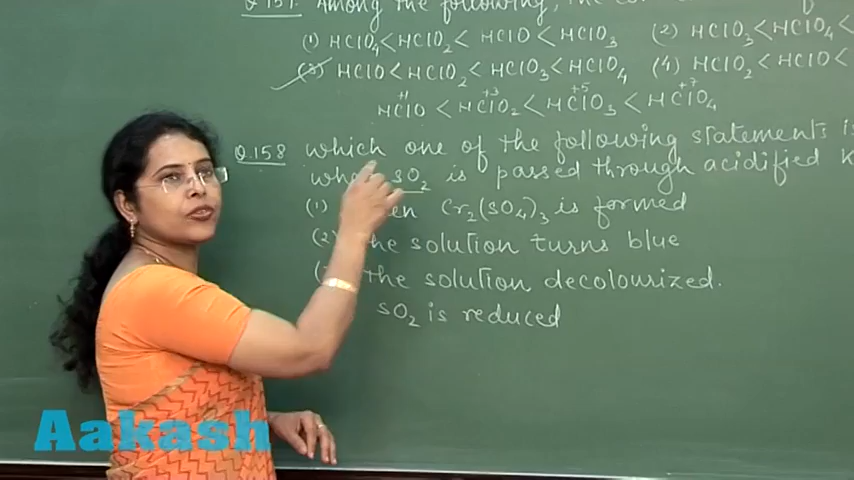 Q 157. Among the following, the
(1) HClO4 < HClO2 < HClO < HClO3 (2) HClO3 < HClO4 <
(3) HClO < HClO2 < HClO3 < HClO4 (4) HClO2 < HClO <
+1 +3 +5 +7
HClO < HClO2 < HClO3 < HClO4
Q.158 which one of the following statements is
SO2 is passed through acidified K
(1) Cr2(SO4)3 is formed
(2) the solution turns blue
the solution decolourized.
SO2 is reduced
Aakash